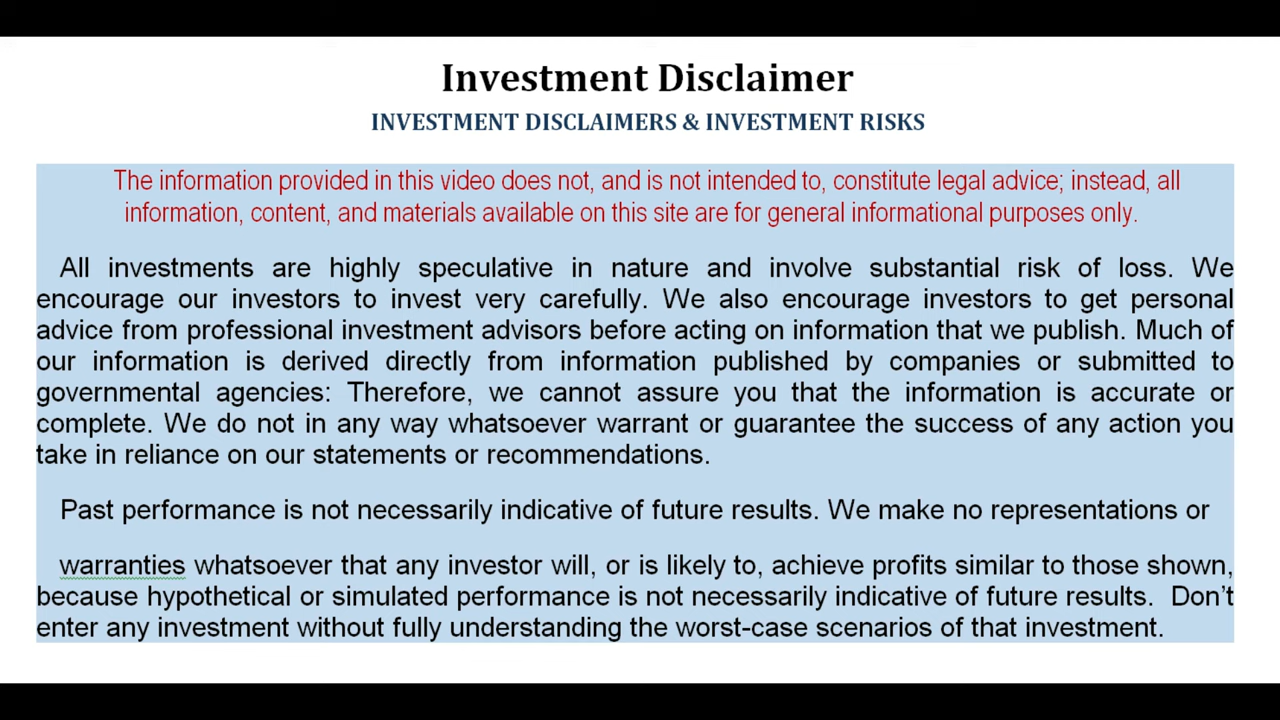 Investment Disclaimer
INVESTMENT DISCLAIMERS & INVESTMENT RISKS
The information provided in this video does not, and is not intended to, constitute legal advice; instead, all
information, content, and materials available on this site are for general informational purposes only.
All investments are highly speculative in nature and involve substantial risk of loss. We
encourage our investors to invest very carefully. We also encourage investors to get personal
advice from professional investment advisors before acting on information that we publish. Much of
our information is derived directly from information published by companies or submitted to
governmental agencies: Therefore, we cannot assure you that the information is accurate or
complete. We do not in any way whatsoever warrant or guarantee the success of any action you
take in reliance on our statements or recommendations.
Past performance is not necessarily indicative of future results. We make no representations or
warranties whatsoever that any investor will, or is likely to, achieve profits similar to those shown,
because hypothetical or simulated performance is not necessarily indicative of future results. Don’t
enter any investment without fully understanding the worst-case scenarios of that investment.